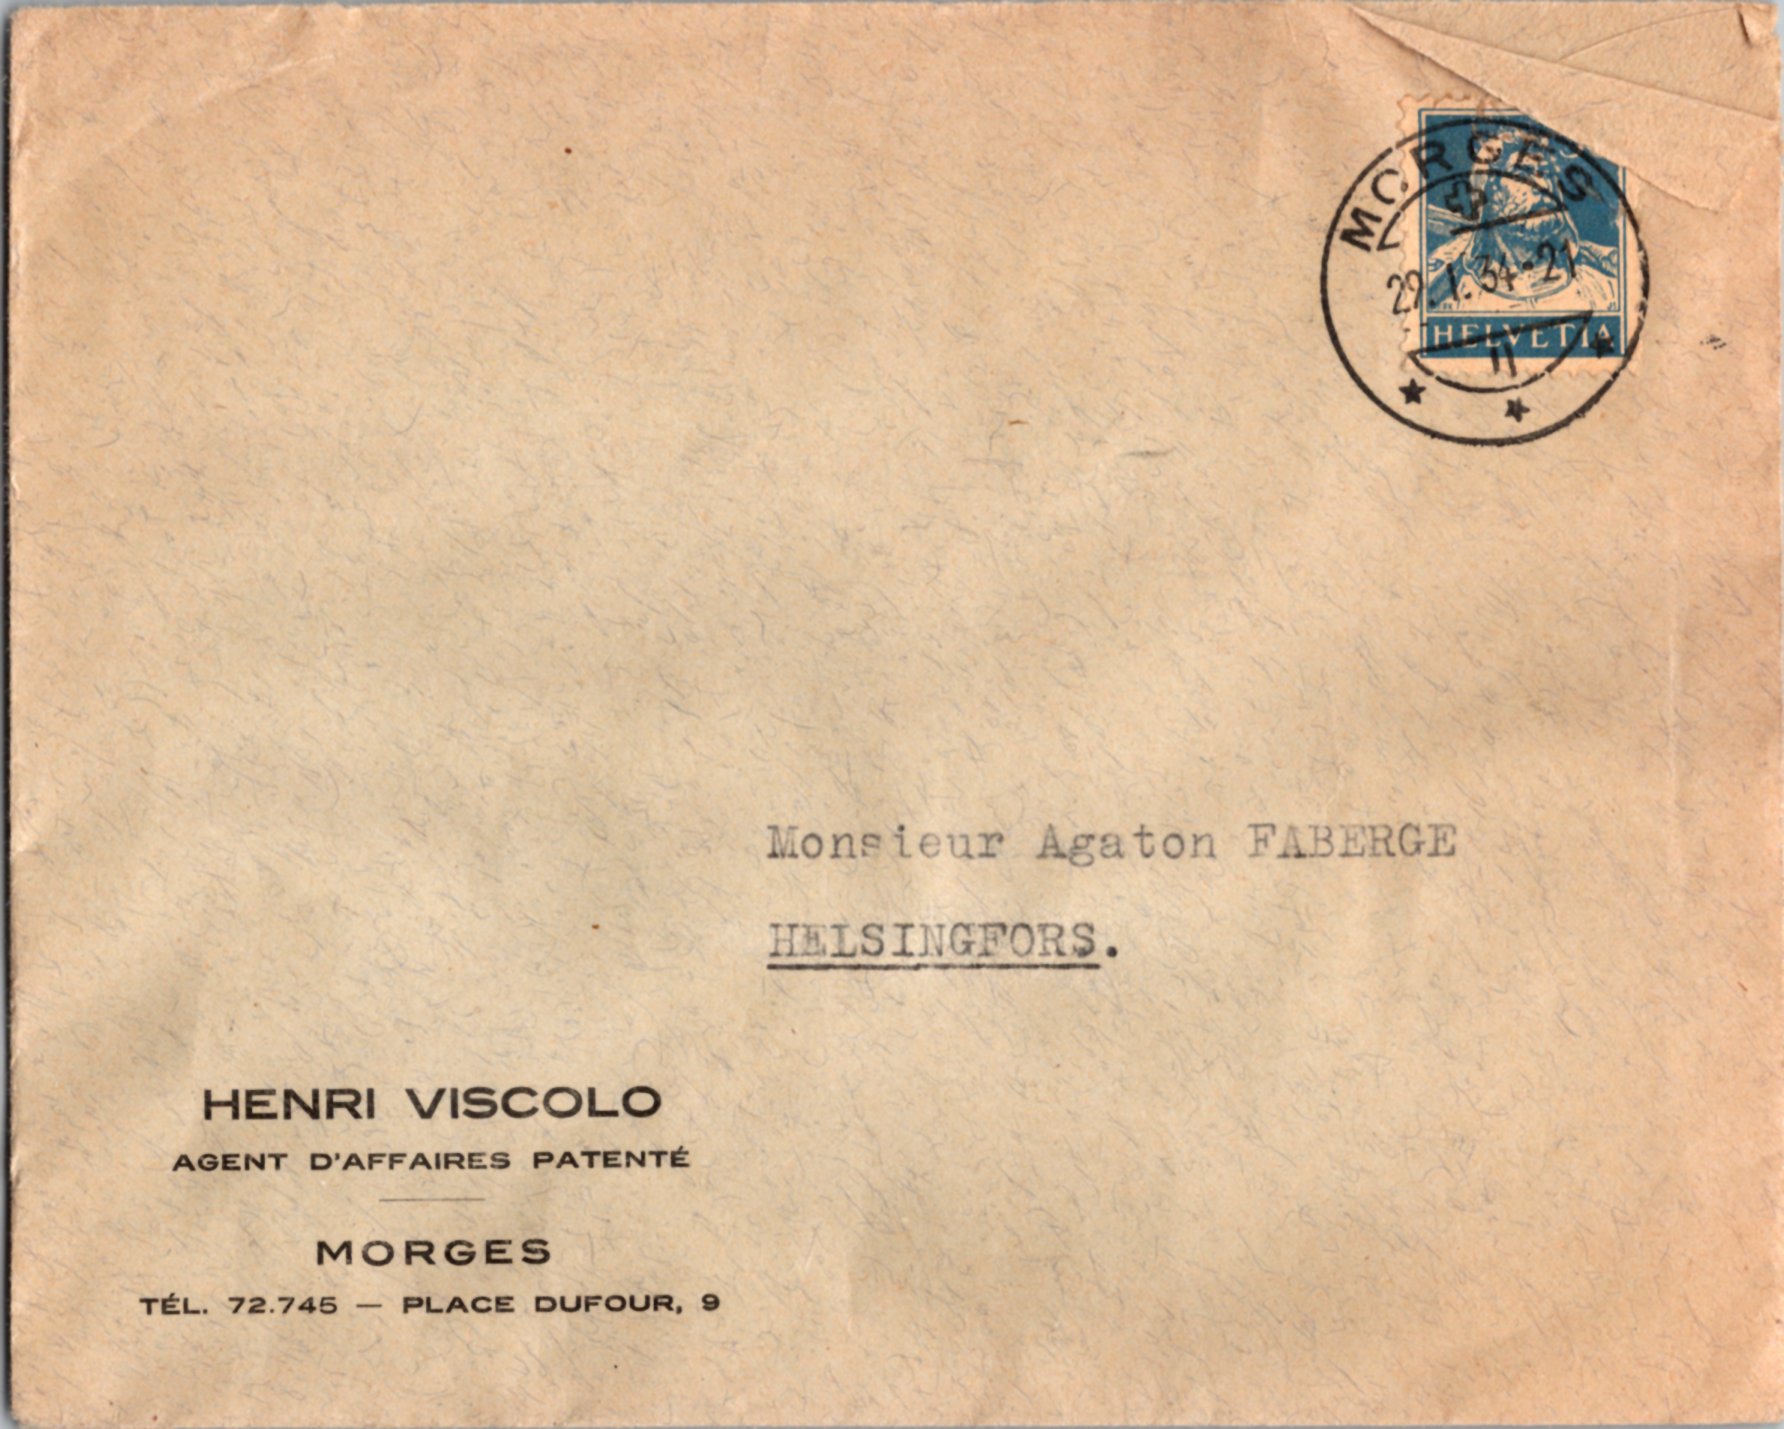 MORGES
29.I.34-21
HELVETIA
Monsieur Agaton FABERGE
HELSINGFORS.
HENRI VISCOLO
AGENT D'AFFAIRES PATENTÉ
MORGES
TÉL. 72.745 — PLACE DUFOUR, 9